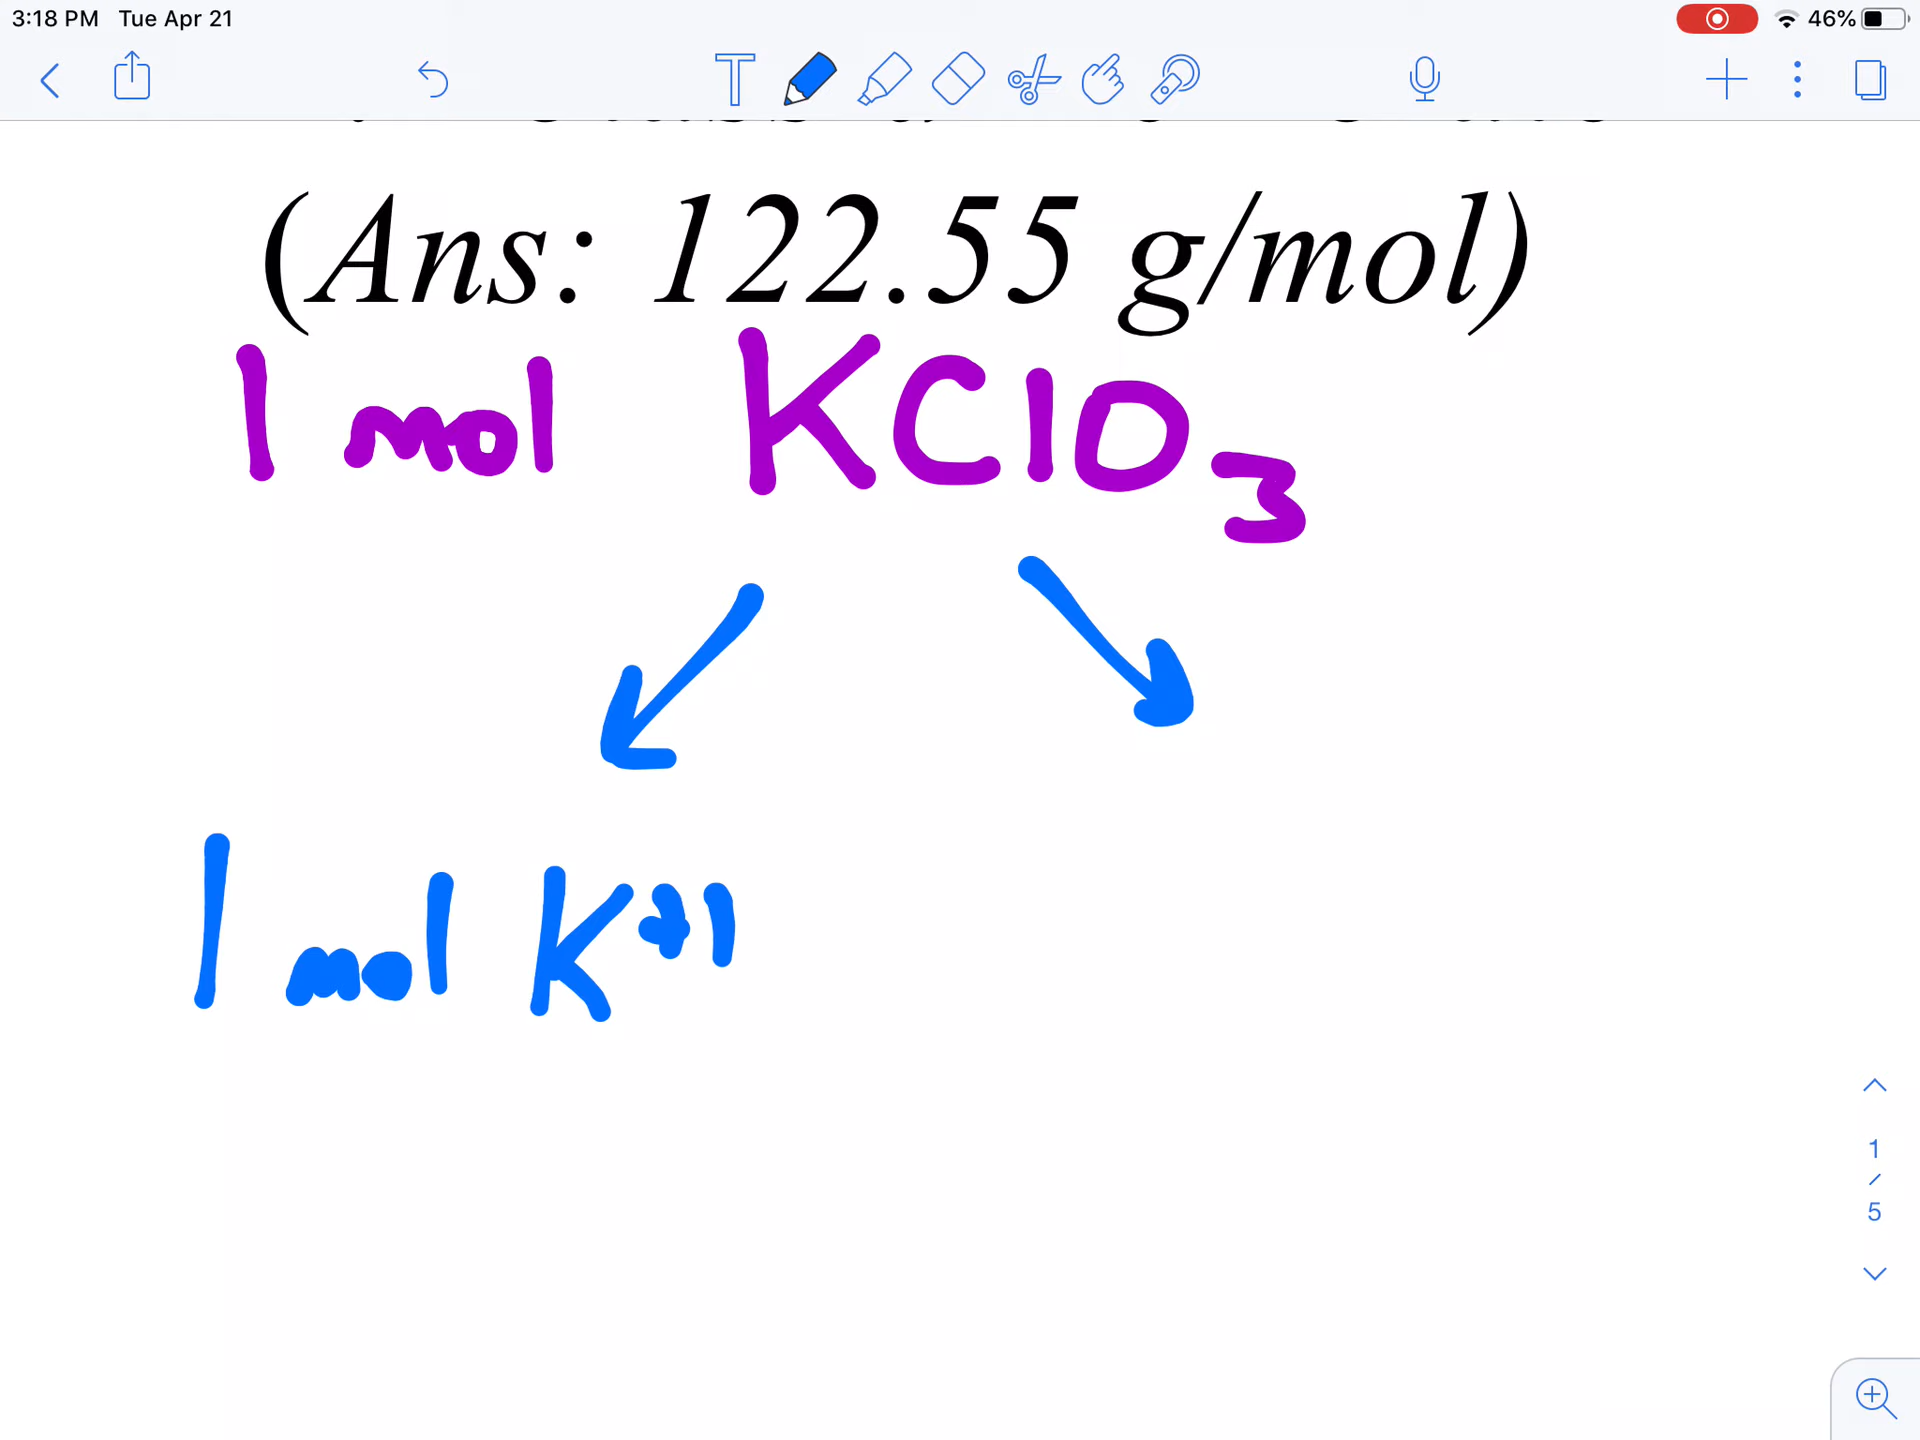 3:18 PM Tue Apr 21 46%
T
(Ans: 122.55 g/mol)
1 mol KClO₃
1 mol K⁺¹
1
/
5